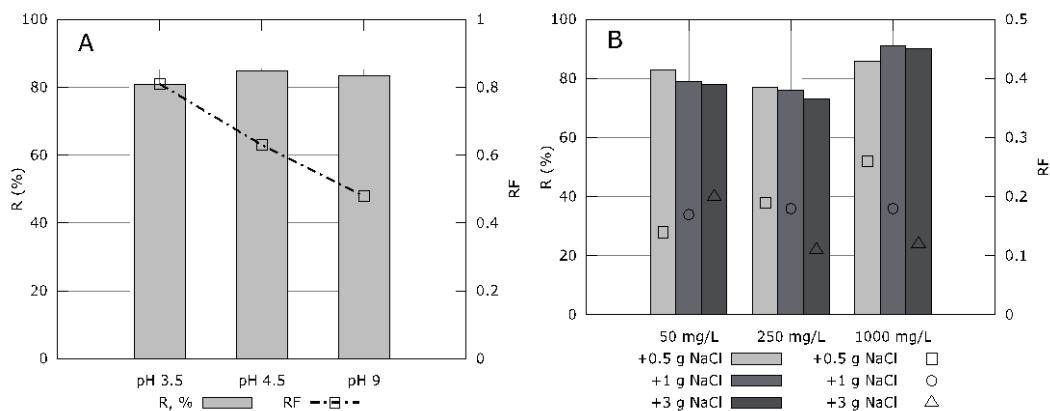 A
R (%)
100
80
60
40
20
0
1
0.8
0.6
0.4
0.2
0
RF
pH 3.5 pH 4.5 pH 9
R, % RF
B
R (%)
100
80
60
40
20
0
0.5
0.4
0.3
0.2
0.1
0
RF
50 mg/L 250 mg/L 1000 mg/L
+0.5 g NaCl +0.5 g NaCl
+1 g NaCl +1 g NaCl
+3 g NaCl +3 g NaCl